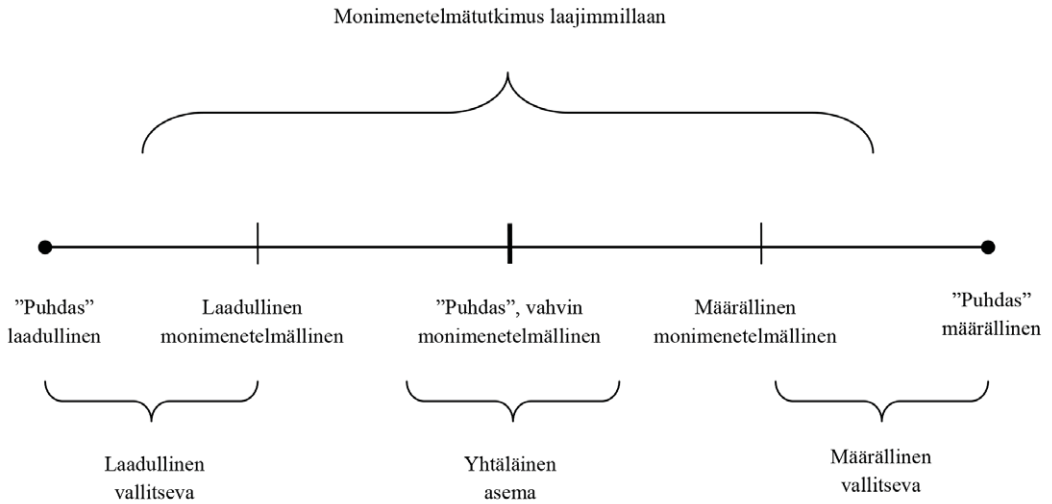 Monimenetelmätutkimus laajimmillaan
”Puhdas”
laadullinen
Laadullinen
monimenetelmällinen
”Puhdas”, vahvin
monimenetelmällinen
Määrällinen
monimenetelmällinen
”Puhdas”
määrällinen
Laadullinen
vallitseva
Yhtäläinen
asema
Määrällinen
vallitseva